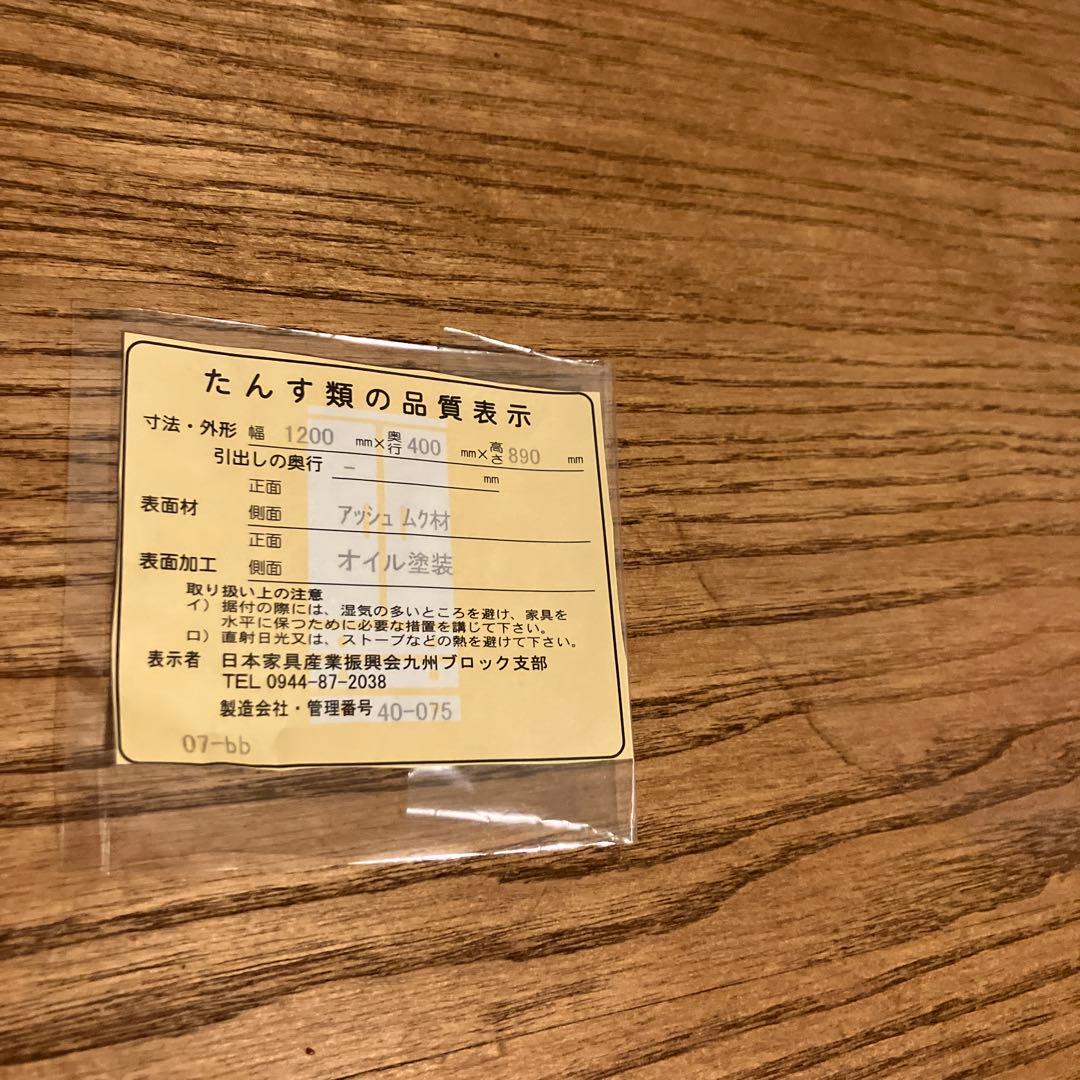 たんす類の品質表示
寸法・外形 幅 1200 mm×奥行 400 mm×高さ 890 mm
引出しの奥行 － mm
表面材 正面 側面 アッシュ ムク材
表面加工 正面 側面 オイル塗装
取り扱い上の注意
イ）据付の際には、湿気の多いところを避け、家具を
水平に保つために必要な措置を講じて下さい。
ロ）直射日光又は、ストーブなどの熱を避けて下さい。
表示者 日本家具産業振興会九州ブロック支部
TEL 0944-87-2038
製造会社・管理番号 40-075
07-bb